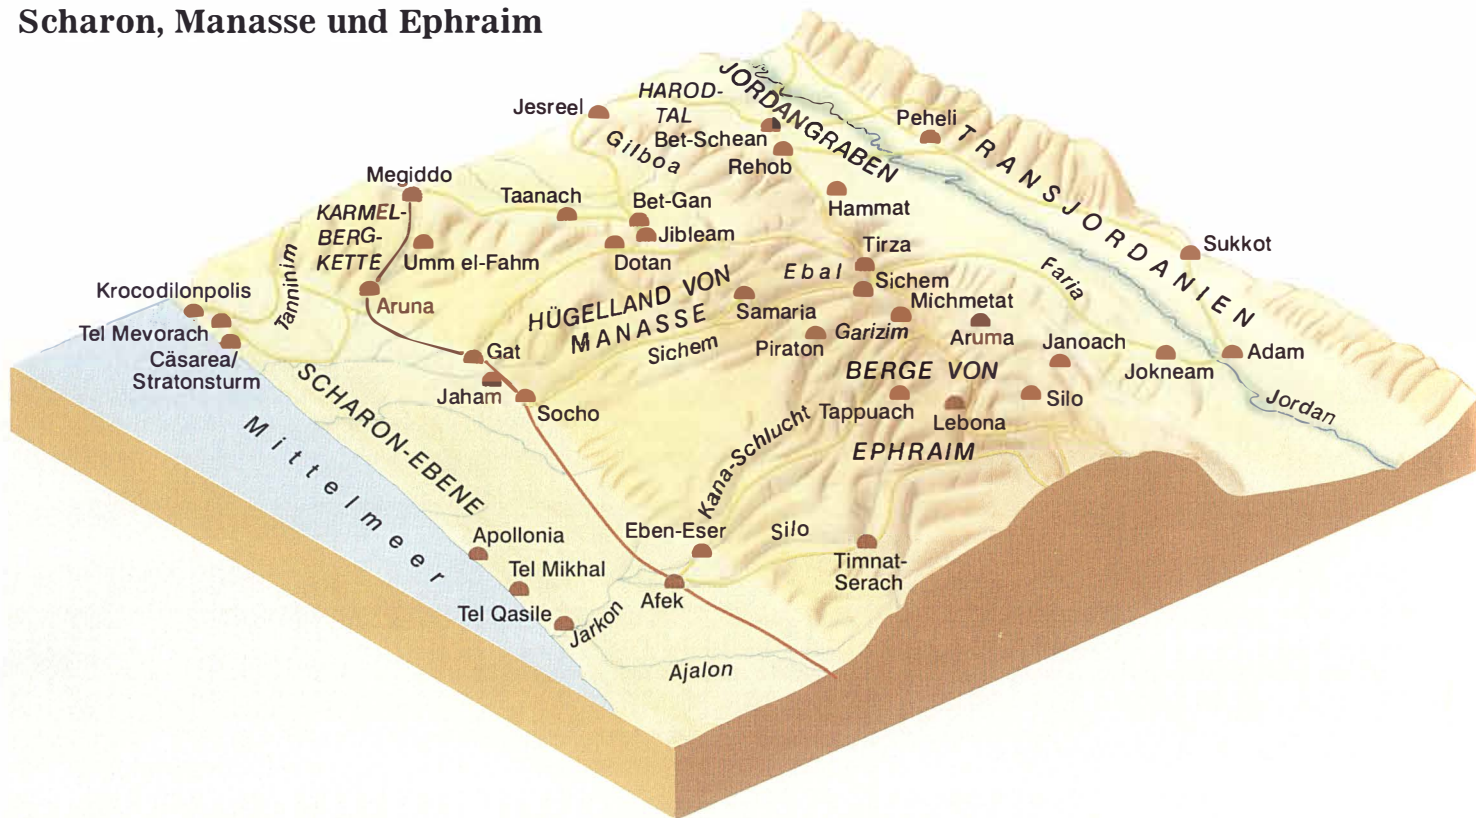 Scharon, Manasse und Ephraim
JORDANGRABEN
HAROD-
TAL
Jesreel
Peheli
TRANSJORDANIEN
Bet-Schean
Gilboa
Rehob
Megiddo
Taanach
Bet-Gan
Hammat
KARMEL-
BERG-
KETTE
Jibleam
Tirza
Sukkot
Umm el-Fahm
Dotan
Ebal
Sichem
Faria
Tanninim
Krocodilonpolis
Aruna
HÜGELLAND VON
MANASSE
Samaria
Michmetat
Tel Mevorach
Garizim
Aruma
Cäsarea/
Stratonsturm
Gat
Sichem
Piraton
Janoach
Adam
Jokneam
BERGE VON
EPHRAIM
Jaham
Socho
Tappuach
Lebona
Silo
Jordan
SCHARON-EBENE
Mittelmeer
Kana-Schlucht
Eben-Eser
Silo
Apollonia
Timnat-
Serach
Tel Mikhal
Afek
Tel Qasile
Jarkon
Ajalon